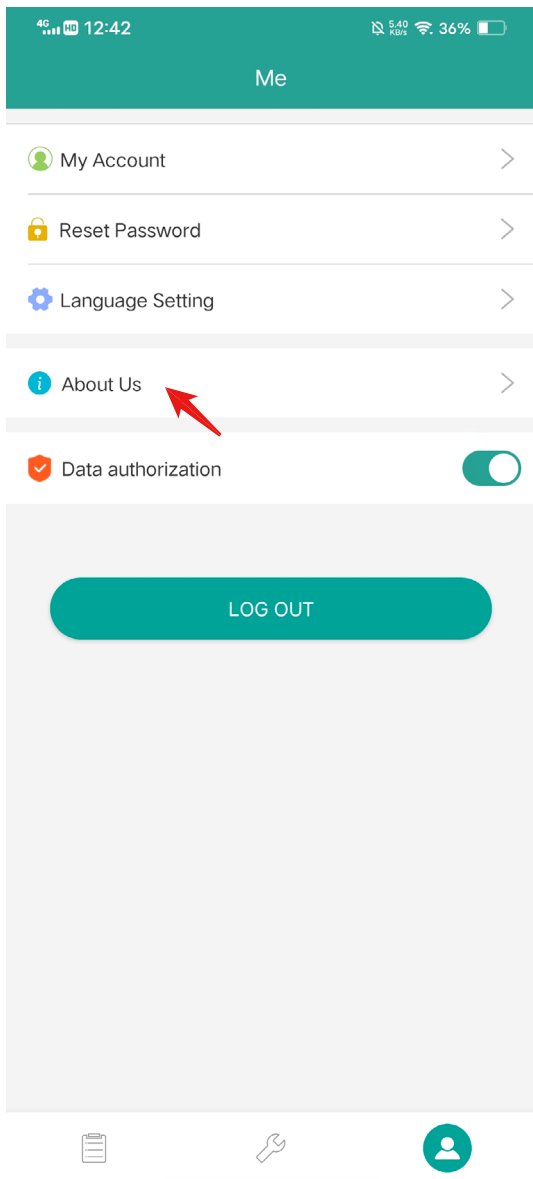 4G HD 12:42 5.40 KB/s 36%
Me
My Account
Reset Password
Language Setting
i About Us
Data authorization
LOG OUT